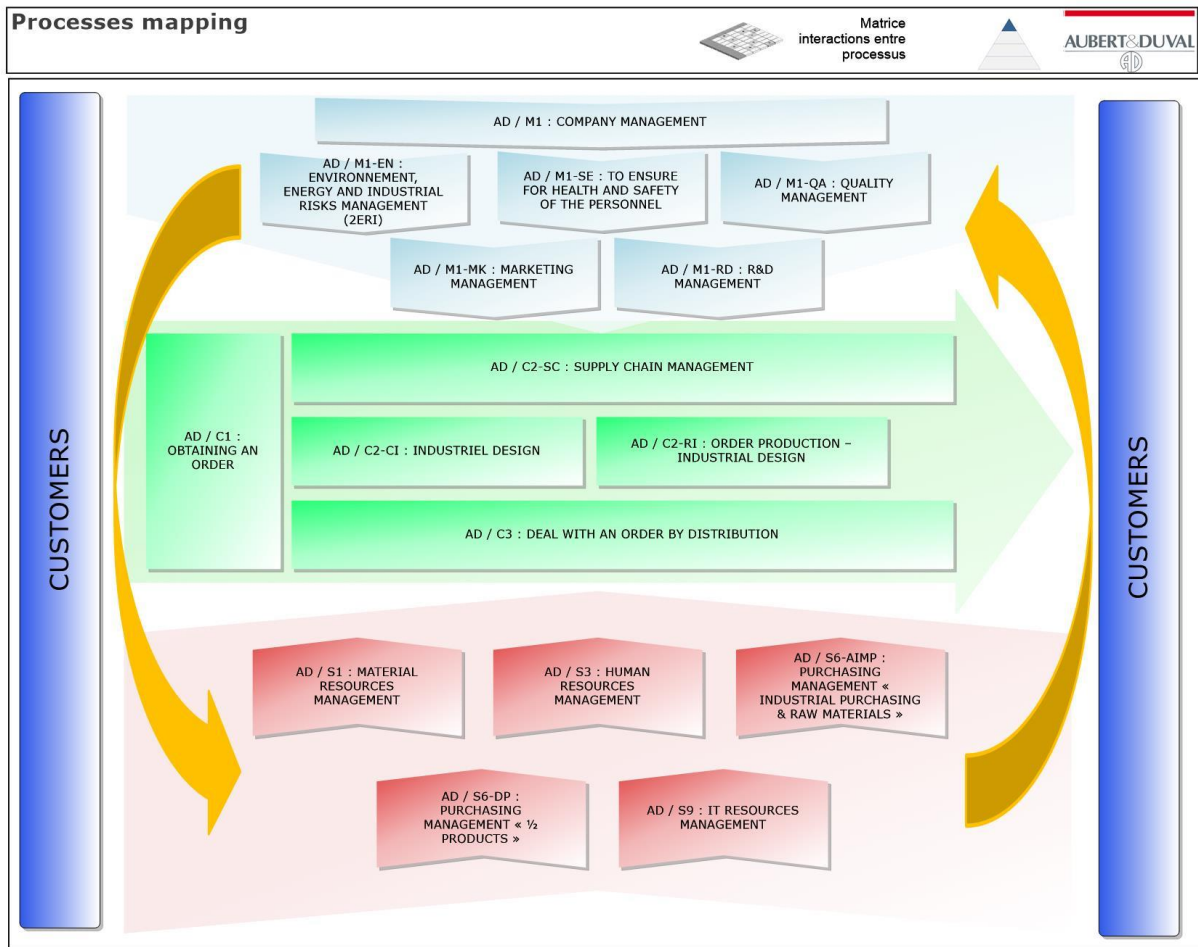 Processes mapping
Matrice
interactions entre
processus
AUBERT&DUVAL
AD
CUSTOMERS
AD / M1 : COMPANY MANAGEMENT
AD / M1-EN :
ENVIRONNEMENT,
ENERGY AND INDUSTRIAL
RISKS MANAGEMENT
(2ERI)
AD / M1-SE : TO ENSURE
FOR HEALTH AND SAFETY
OF THE PERSONNEL
AD / M1-QA : QUALITY
MANAGEMENT
AD / M1-MK : MARKETING
MANAGEMENT
AD / M1-RD : R&D
MANAGEMENT
AD / C1 :
OBTAINING AN
ORDER
AD / C2-SC : SUPPLY CHAIN MANAGEMENT
AD / C2-CI : INDUSTRIEL DESIGN
AD / C2-RI : ORDER PRODUCTION –
INDUSTRIAL DESIGN
AD / C3 : DEAL WITH AN ORDER BY DISTRIBUTION
AD / S1 : MATERIAL
RESOURCES
MANAGEMENT
AD / S3 : HUMAN
RESOURCES
MANAGEMENT
AD / S6-AIMP :
PURCHASING
MANAGEMENT «
INDUSTRIAL PURCHASING
& RAW MATERIALS »
AD / S6-DP :
PURCHASING
MANAGEMENT « ½
PRODUCTS »
AD / S9 : IT RESOURCES
MANAGEMENT
CUSTOMERS